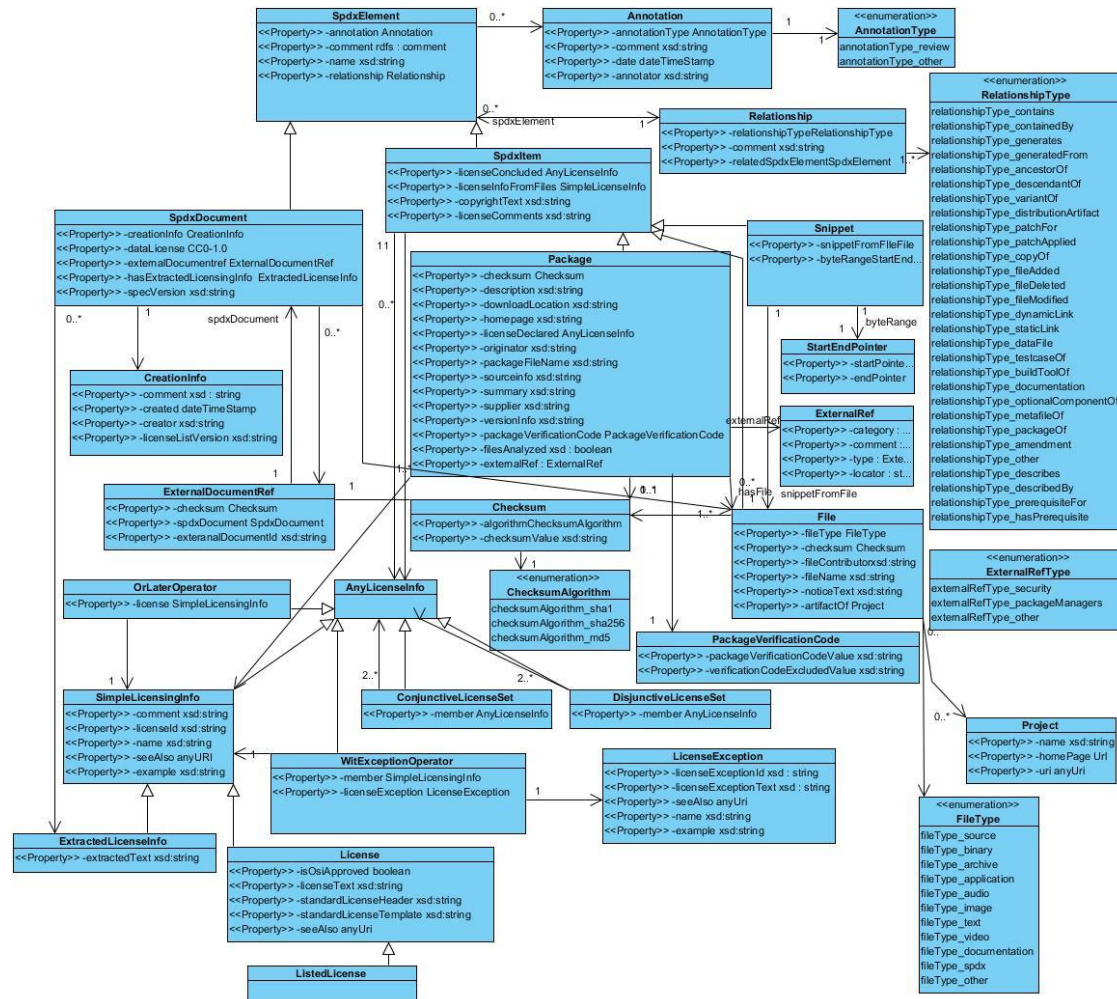 SpdxElement
<<Property>> -annotation Annotation
<<Property>> -comment rdfs : comment
<<Property>> -name xsd:string
<<Property>> -relationship Relationship
0..*
Annotation
<<Property>> -annotationType AnnotationType
<<Property>> -comment xsd:string
<<Property>> -date dateTimeStamp
<<Property>> -annotator xsd:string
1
1
<<enumeration>>
AnnotationType
annotationType_review
annotationType_other
0..*
spdxElement
1
Relationship
<<Property>> -relationshipTypeRelationshipType
<<Property>> -comment xsd:string
<<Property>> -relatedSpdxElementSpdxElement
1..*
<<enumeration>>
RelationshipType
relationshipType_contains
relationshipType_containedBy
relationshipType_generates
relationshipType_generatedFrom
relationshipType_ancestorOf
relationshipType_descendantOf
relationshipType_variantOf
relationshipType_distributionArtifact
relationshipType_patchFor
relationshipType_patchApplied
relationshipType_copyOf
relationshipType_fileAdded
relationshipType_fileDeleted
relationshipType_fileModified
relationshipType_dynamicLink
relationshipType_staticLink
relationshipType_dataFile
relationshipType_testcaseOf
relationshipType_buildToolOf
relationshipType_documentation
relationshipType_optionalComponentOf
relationshipType_metafileOf
relationshipType_packageOf
relationshipType_amendment
relationshipType_other
relationshipType_describes
relationshipType_describedBy
relationshipType_prerequisiteFor
relationshipType_hasPrerequisite
SpdxItem
<<Property>> -licenseConcluded AnyLicenseInfo
<<Property>> -licenseInfoFromFiles SimpleLicenseInfo
<<Property>> -copyrightText xsd:string
<<Property>> -licenseComments xsd:string
SpdxDocument
<<Property>> -creationInfo CreationInfo
<<Property>> -dataLicense CC0-1.0
<<Property>> -externalDocumentref ExternalDocumentRef
<<Property>> -hasExtractedLicensingInfo ExtractedLicenseInfo
<<Property>> -specVersion xsd:string
Snippet
<<Property>> -snippetFromFIleFile
<<Property>> -byteRangeStartEnd...
11
0..*
Package
<<Property>> -checksum Checksum
<<Property>> -description xsd:string
<<Property>> -downloadLocation xsd:string
<<Property>> -homepage xsd:string
<<Property>> -licenseDeclared AnyLicenseInfo
<<Property>> -originator xsd:string
<<Property>> -packageFileName xsd:string
<<Property>> -sourceinfo xsd:string
<<Property>> -summary xsd:string
<<Property>> -supplier xsd:string
<<Property>> -versionInfo xsd:string
<<Property>> -packageVerificationCode PackageVerificationCode
<<Property>> -filesAnalyzed xsd : boolean
<<Property>> -externalRef : ExternalRef
0..*
1
spdxDocument
0..*
1
1
byteRange
1
StartEndPointer
<<Property>> -startPointe...
<<Property>> -endPointer
CreationInfo
<<Property>> -comment xsd : string
<<Property>> -created dateTimeStamp
<<Property>> -creator xsd:string
<<Property>> -licenseListVersion xsd:string
externalRef
ExternalRef
<<Property>> -category : ...
<<Property>> -comment :...
<<Property>> -type : Exte...
<<Property>> -locator : st...
1
1
1..*
0..*
hasFile
1
snippetFromFile
ExternalDocumentRef
<<Property>> -checksum Checksum
<<Property>> -spdxDocument SpdxDocument
<<Property>> -exteranalDocumentId xsd:string
Checksum
<<Property>> -algorithmChecksumAlgorithm
<<Property>> -checksumValue xsd:string
1..*
File
<<Property>> -fileType FileType
<<Property>> -checksum Checksum
<<Property>> -fileContributorxsd:string
<<Property>> -fileName xsd:string
<<Property>> -noticeText xsd:string
<<Property>> -artifactOf Project
<<enumeration>>
ExternalRefType
externalRefType_security
externalRefType_packageManagers
externalRefType_other
OrLaterOperator
<<Property>> -license SimpleLicensingInfo
AnyLicenseInfo
1
<<enumeration>>
ChecksumAlgorithm
checksumAlgorithm_sha1
checksumAlgorithm_sha256
checksumAlgorithm_md5
1
PackageVerificationCode
<<Property>> -packageVerificationCodeValue xsd:string
<<Property>> -verificationCodeExcludedValue xsd:string
0..
1
SimpleLicensingInfo
<<Property>> -comment xsd:string
<<Property>> -licenseId xsd:string
<<Property>> -name xsd:string
<<Property>> -seeAlso anyURI
<<Property>> -example xsd:string
2..*
ConjunctiveLicenseSet
<<Property>> -member AnyLicenseInfo
2..*
DisjunctiveLicenseSet
<<Property>> -member AnyLicenseInfo
0..*
Project
<<Property>> -name xsd:string
<<Property>> -homePage Url
<<Property>> -uri anyUri
1
WitExceptionOperator
<<Property>> -member SimpleLicensingInfo
<<Property>> -licenseException LicenseException
1
LicenseException
<<Property>> -licenseExceptionId xsd : string
<<Property>> -licenseExceptionText xsd : string
<<Property>> -seeAlso anyUri
<<Property>> -name xsd:string
<<Property>> -example xsd:string
<<enumeration>>
FileType
fileType_source
fileType_binary
fileType_archive
fileType_application
fileType_audio
fileType_image
fileType_text
fileType_video
fileType_documentation
fileType_spdx
fileType_other
ExtractedLicenseInfo
<<Property>> -extractedText xsd:string
License
<<Property>> -isOsiApproved boolean
<<Property>> -licenseText xsd:string
<<Property>> -standardLicenseHeader xsd:string
<<Property>> -standardLicenseTemplate xsd:string
<<Property>> -seeAlso anyUri
ListedLicense